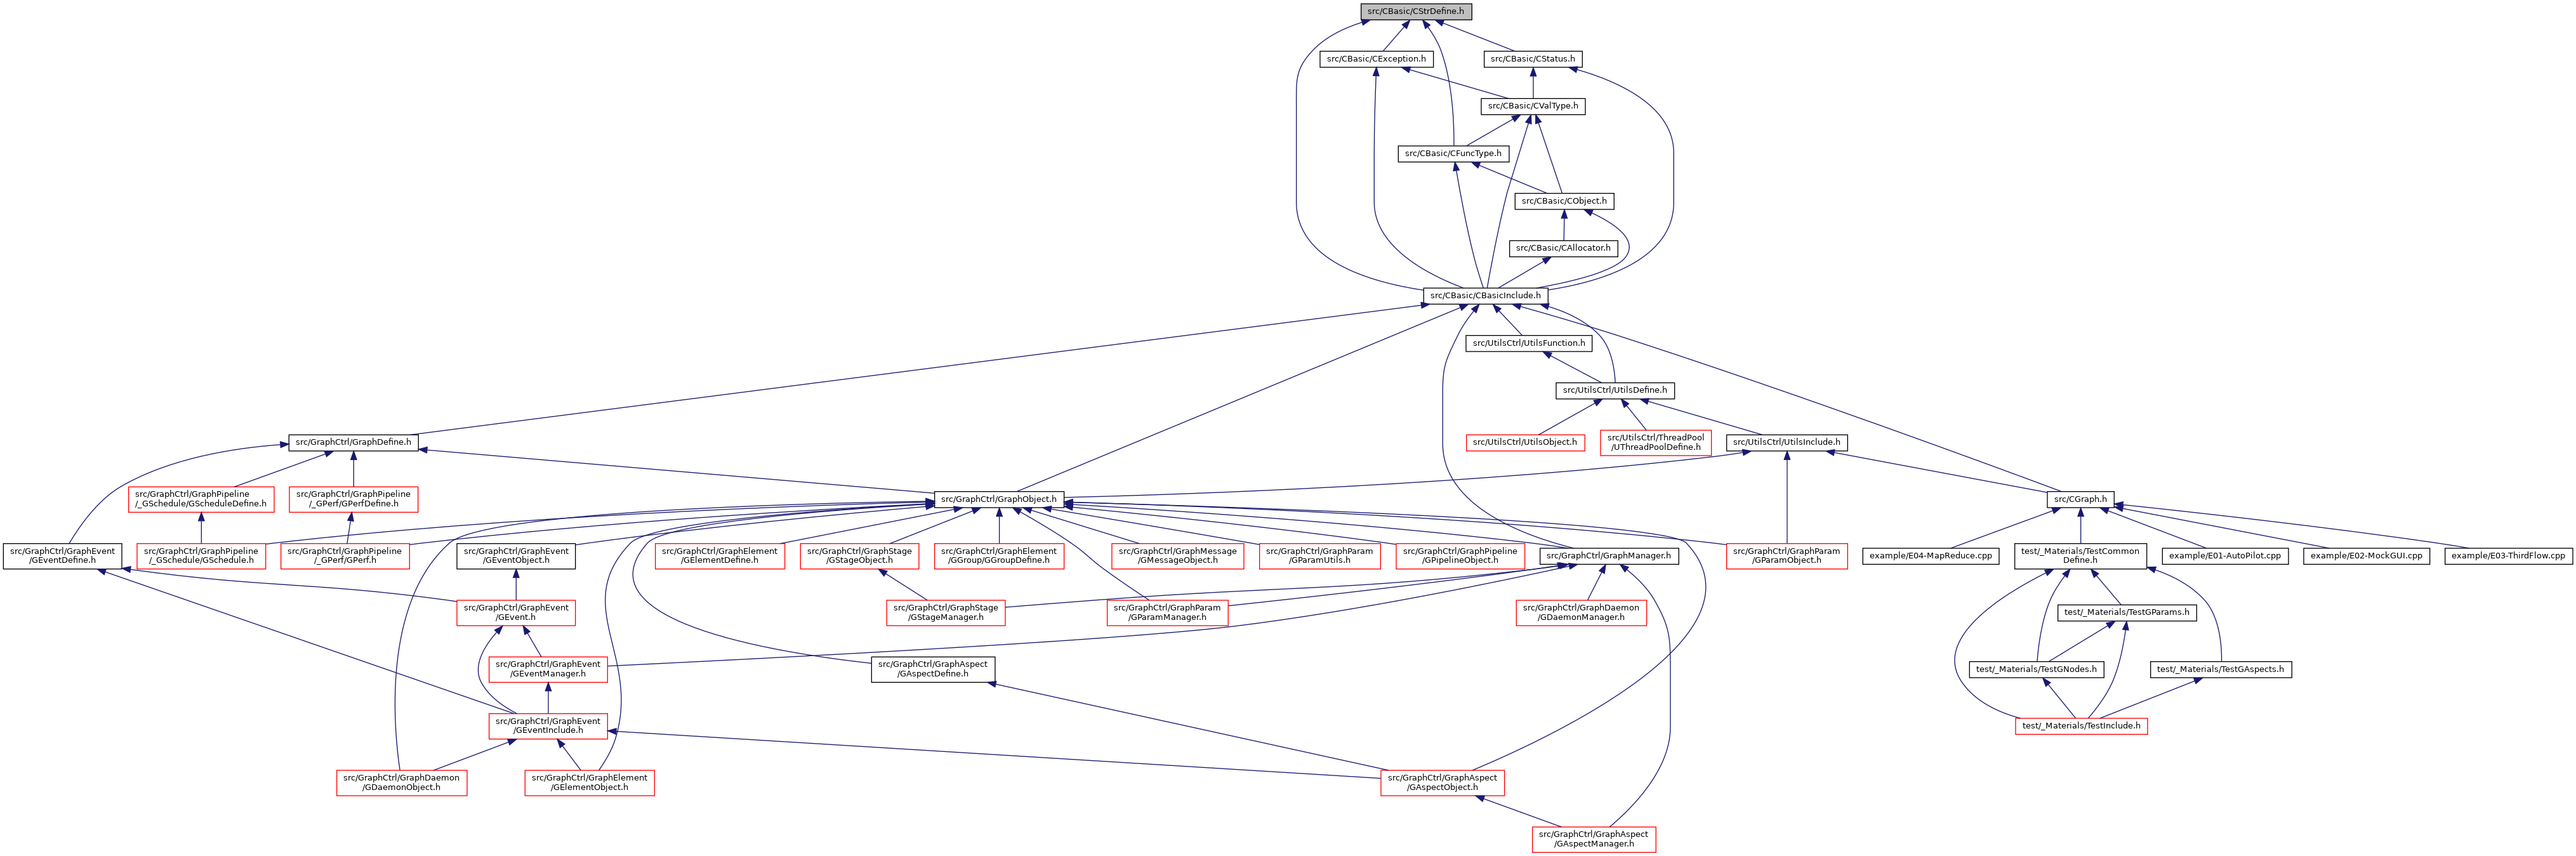 src/CBasic/CStrDefine.h
src/CBasic/CException.h
src/CBasic/CStatus.h
src/CBasic/CValType.h
src/CBasic/CFuncType.h
src/CBasic/CObject.h
src/CBasic/CAllocator.h
src/CBasic/CBasicInclude.h
src/UtilsCtrl/UtilsFunction.h
src/UtilsCtrl/UtilsDefine.h
src/GraphCtrl/GraphDefine.h
src/UtilsCtrl/UtilsObject.h
src/UtilsCtrl/ThreadPool
/UThreadPoolDefine.h
src/UtilsCtrl/UtilsInclude.h
src/GraphCtrl/GraphPipeline
/_GSchedule/GScheduleDefine.h
src/GraphCtrl/GraphPipeline
/_GPerf/GPerfDefine.h
src/GraphCtrl/GraphObject.h
src/CGraph.h
src/GraphCtrl/GraphEvent
/GEventDefine.h
src/GraphCtrl/GraphPipeline
/_GSchedule/GSchedule.h
src/GraphCtrl/GraphPipeline
/_GPerf/GPerf.h
src/GraphCtrl/GraphEvent
/GEventObject.h
src/GraphCtrl/GraphElement
/GElementDefine.h
src/GraphCtrl/GraphStage
/GStageObject.h
src/GraphCtrl/GraphElement
/GGroup/GGroupDefine.h
src/GraphCtrl/GraphMessage
/GMessageObject.h
src/GraphCtrl/GraphParam
/GParamUtils.h
src/GraphCtrl/GraphPipeline
/GPipelineObject.h
src/GraphCtrl/GraphManager.h
src/GraphCtrl/GraphParam
/GParamObject.h
example/E04-MapReduce.cpp
test/_Materials/TestCommon
Define.h
example/E01-AutoPilot.cpp
example/E02-MockGUI.cpp
example/E03-ThirdFlow.cpp
src/GraphCtrl/GraphEvent
/GEvent.h
src/GraphCtrl/GraphStage
/GStageManager.h
src/GraphCtrl/GraphParam
/GParamManager.h
src/GraphCtrl/GraphDaemon
/GDaemonManager.h
test/_Materials/TestGParams.h
src/GraphCtrl/GraphEvent
/GEventManager.h
src/GraphCtrl/GraphAspect
/GAspectDefine.h
test/_Materials/TestGNodes.h
test/_Materials/TestGAspects.h
src/GraphCtrl/GraphEvent
/GEventInclude.h
test/_Materials/TestInclude.h
src/GraphCtrl/GraphDaemon
/GDaemonObject.h
src/GraphCtrl/GraphElement
/GElementObject.h
src/GraphCtrl/GraphAspect
/GAspectObject.h
src/GraphCtrl/GraphAspect
/GAspectManager.h